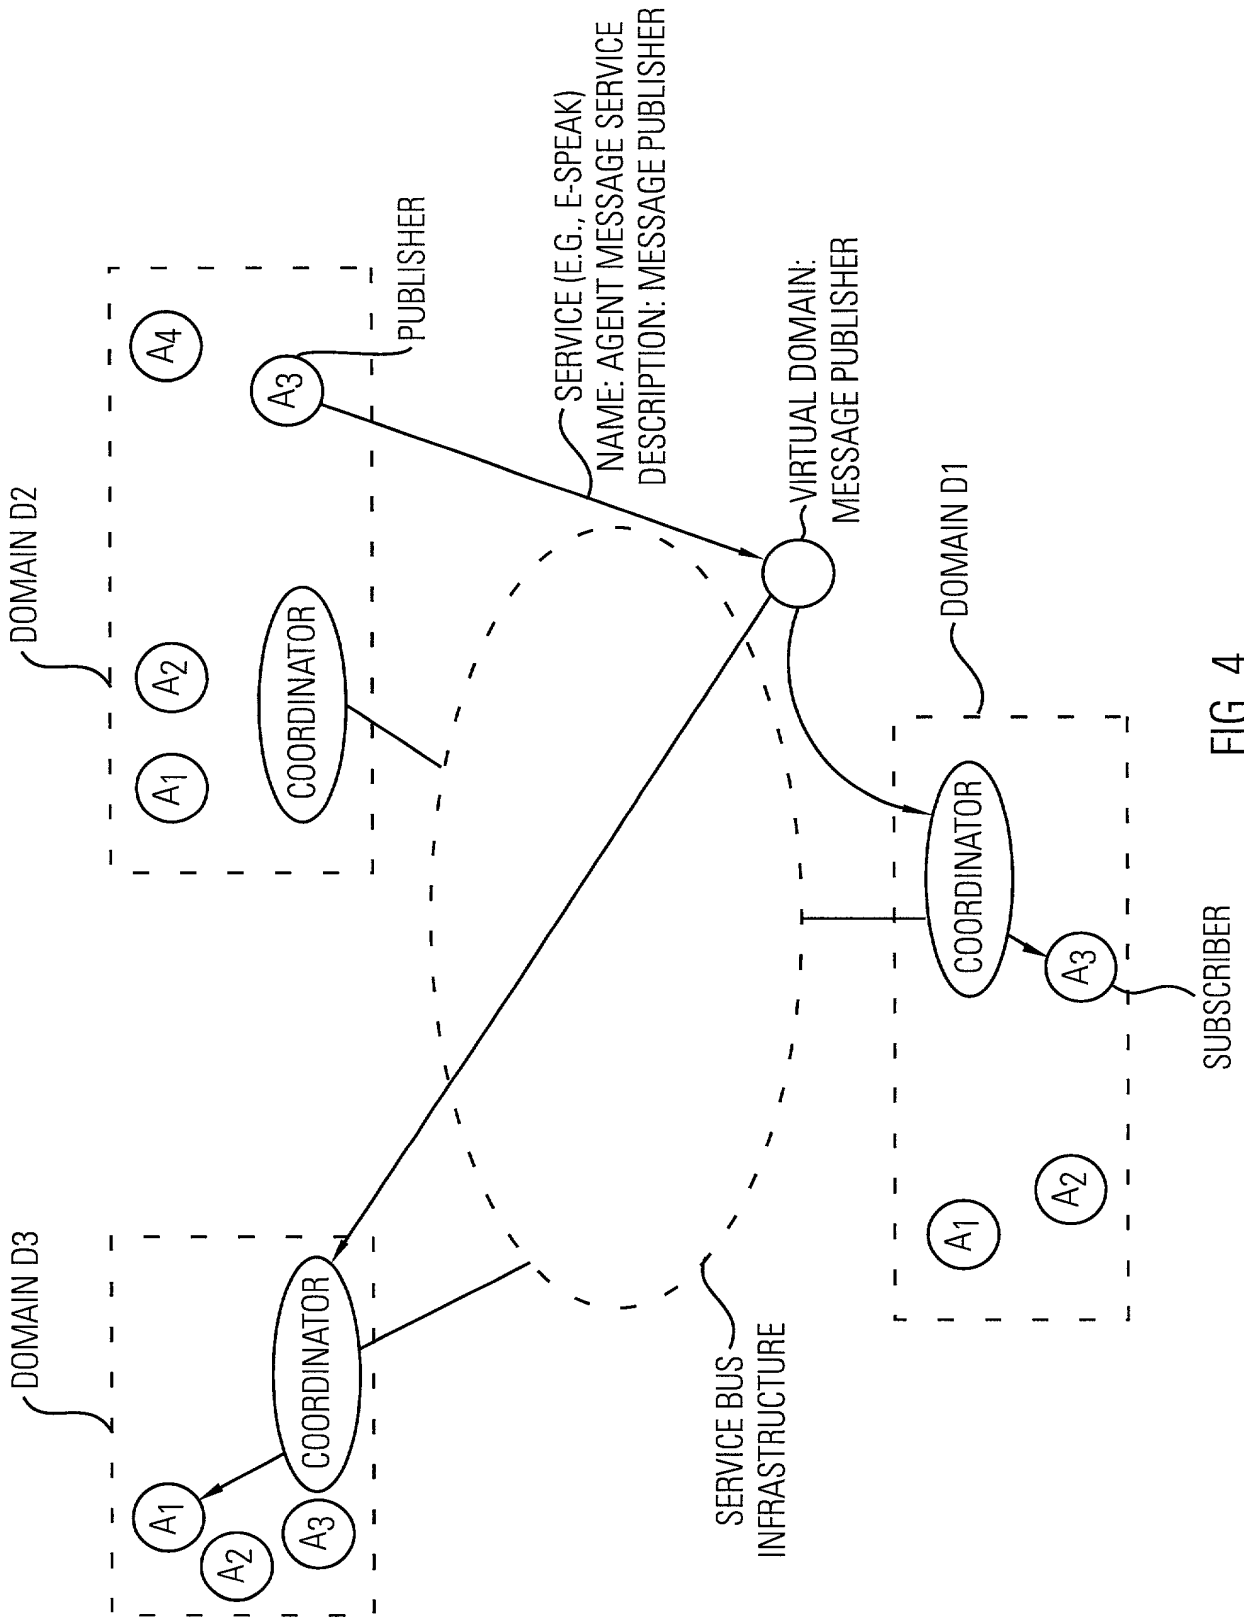 DOMAIN D3
A1
A2
A3
COORDINATOR
DOMAIN D2
A1
A2
COORDINATOR
A4
A3
PUBLISHER
SERVICE (E.G., E-SPEAK)
NAME: AGENT MESSAGE SERVICE
DESCRIPTION: MESSAGE PUBLISHER
SERVICE BUS
INFRASTRUCTURE
VIRTUAL DOMAIN:
MESSAGE PUBLISHER
DOMAIN D1
A1
A2
COORDINATOR
A3
SUBSCRIBER
FIG. 4